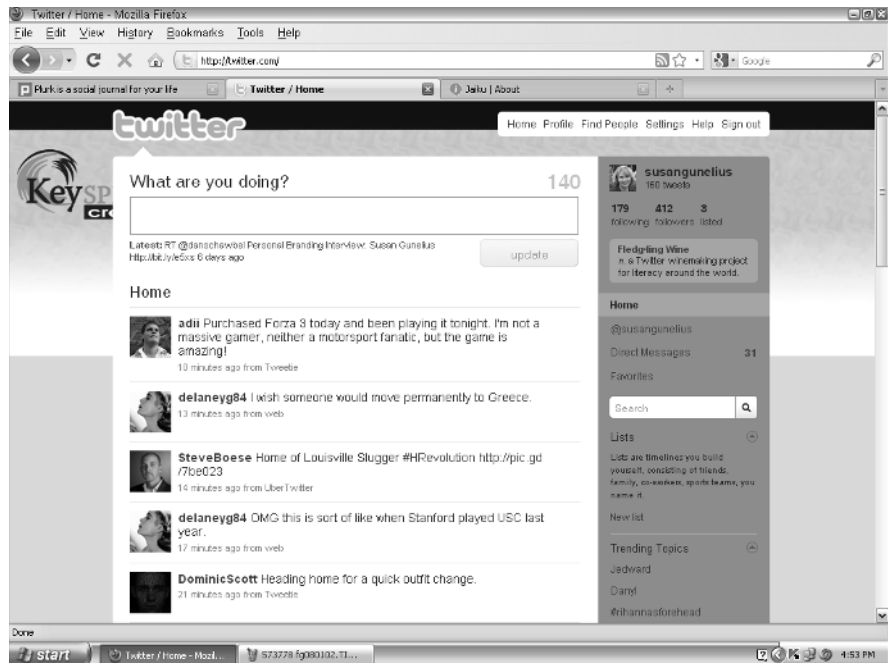 Twitter / Home - Mozilla Firefox
File Edit View History Bookmarks Tools Help
http://twitter.com/
Google
Plurk is a social journal for your life
Twitter / Home
Jaiku | About
twitter
Home Profile Find People Settings Help Sign out
Key
What are you doing? 140
Latest: RT @danschawbel Personal Branding Interview: Susan Gunelius
6 days ago
update
Home
adii Purchased Forza 3 today and been playing it tonight. I'm not a
massive gamer, neither a motorsport fanatic, but the game is
amazing!
10 minutes ago from Tweetie
delaneyg84 I wish someone would move permanently to Greece.
13 minutes ago from web
SteveBoese Home of Louisville Slugger #HRevolution http://pic.gd
/7be023
14 minutes ago from UberTwitter
delaneyg84 OMG this is sort of like when Stanford played USC last
year.
17 minutes ago from web
DominicScott Heading home for a quick outfit change.
21 minutes ago from Tweetie
susangunelius
160 tweets
179 412 3
following followers listed
Fledgling Wine
n. a Twitter winemaking project
for literacy around the world.
Home
@susangunelius
Direct Messages 31
Favorites
Search
Lists
Lists are timelines you build
yourself, consisting of friends,
family, co-workers, sports teams, you
name it.
New list
Trending Topics
Jedward
Danyl
#rihannasforehead
Done
start
Twitter / Home - Mozil...
573778 fg080102.TI...
4:53 PM